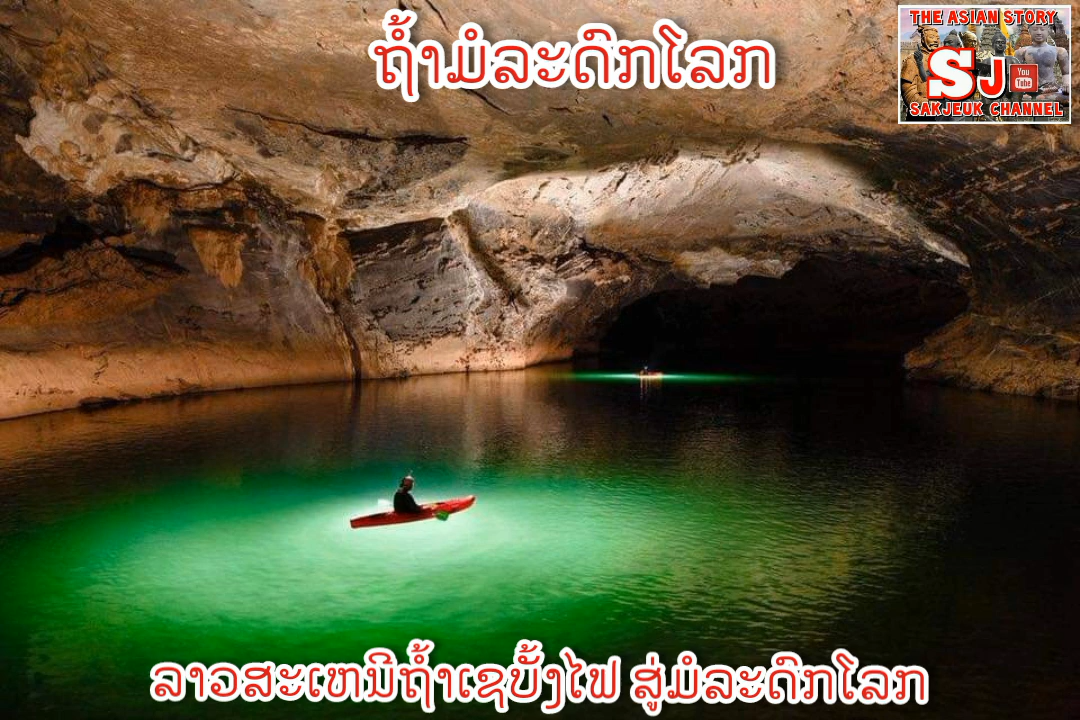 ຖ້ຳມໍລະດົກໂລກ
THE ASIAN STORY
SJ
You
Tube
SAKJEUK CHANNEL
ລາວສະເຫນີຖ້ຳເຊບັ້ງໄຟ ສູ່ມໍລະດົກໂລກ